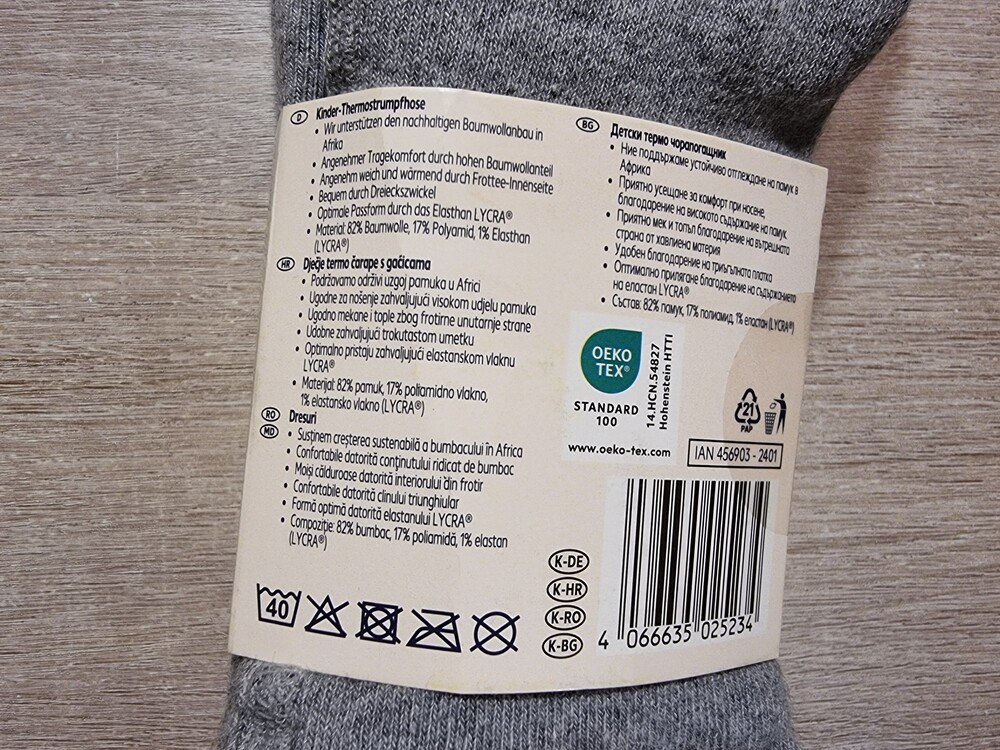 D Kinder-Thermostrumpfhose
• Wir unterstützen den nachhaltigen Baumwollanbau in
Afrika
• Angenehmer Tragekomfort durch hohen Baumwollanteil
• Angenehm weich und wärmend durch Frottee-Innenseite
• Bequem durch Dreieckszwickel
• Optimale Passform durch das Elasthan LYCRA®
• Material: 82% Baumwolle, 17% Polyamid, 1% Elasthan
(LYCRA®)
HR Dječje termo čarape s gaćicama
• Podržavamo održivi uzgoj pamuka u Africi
• Ugodne za nošenje zahvaljujući visokom udjelu pamuka
• Ugodno mekane i tople zbog frotirne unutarnje strane
• Udobne zahvaljujući trokutastom umetku
• Optimalno pristaju zahvaljujući elastanskom vlaknu
LYCRA®
• Materijal: 82% pamuk, 17% poliamidno vlakno,
1% elastansko vlakno (LYCRA®)
RO Dresuri
MD
• Susținem creșterea sustenabilă a bumbacului în Africa
• Confortabile datorită conținutului ridicat de bumbac
• Moi și călduroase datorită interiorului din frotir
• Confortabile datorită clinului triunghiular
• Formă optimă datorită elastanului LYCRA®
• Compoziție: 82% bumbac, 17% poliamidă, 1% elastan
(LYCRA®)
40
BG Детски термо чорапогащник
• Ние поддържаме устойчиво отглеждане на памук в
Африка
• Приятно усещане за комфорт при носене,
благодарение на високото съдържание на памук
• Приятно мек и топъл благодарение на вътрешната
страна от хавлиена материя
• Удобен благодарение на триъгълната платка
• Оптимално прилягане благодарение на съдържанието
на еластан LYCRA®
• Състав: 82% памук, 17% полиамид, 1% еластан (LYCRA®)
OEKO
TEX®
STANDARD
100
14.HCN.54827
Hohenstein HTTI
www.oeko-tex.com
21
PAP
IAN 456903 - 2401
K-DE
K-HR
K-RO
K-BG
4 066635 025234